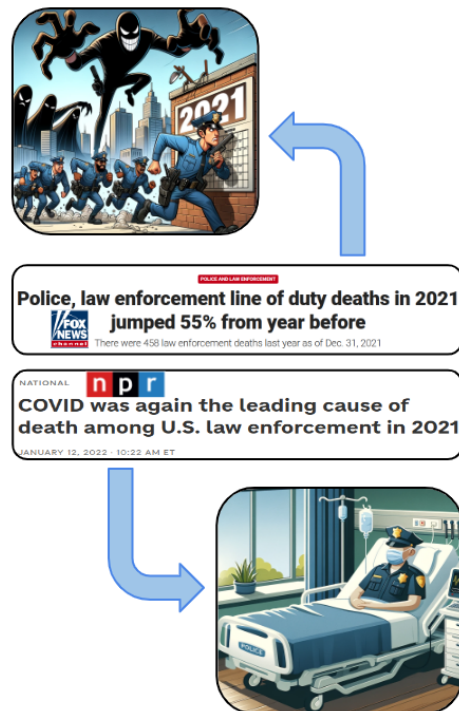 2021
POLICE AND LAW ENFORCEMENT
Police, law enforcement line of duty deaths in 2021
jumped 55% from year before
FOX
NEWS
channel
There were 458 law enforcement deaths last year as of Dec. 31, 2021
NATIONAL
npr
COVID was again the leading cause of
death among U.S. law enforcement in 2021
JANUARY 12, 2022 · 10:22 AM ET
POLICE